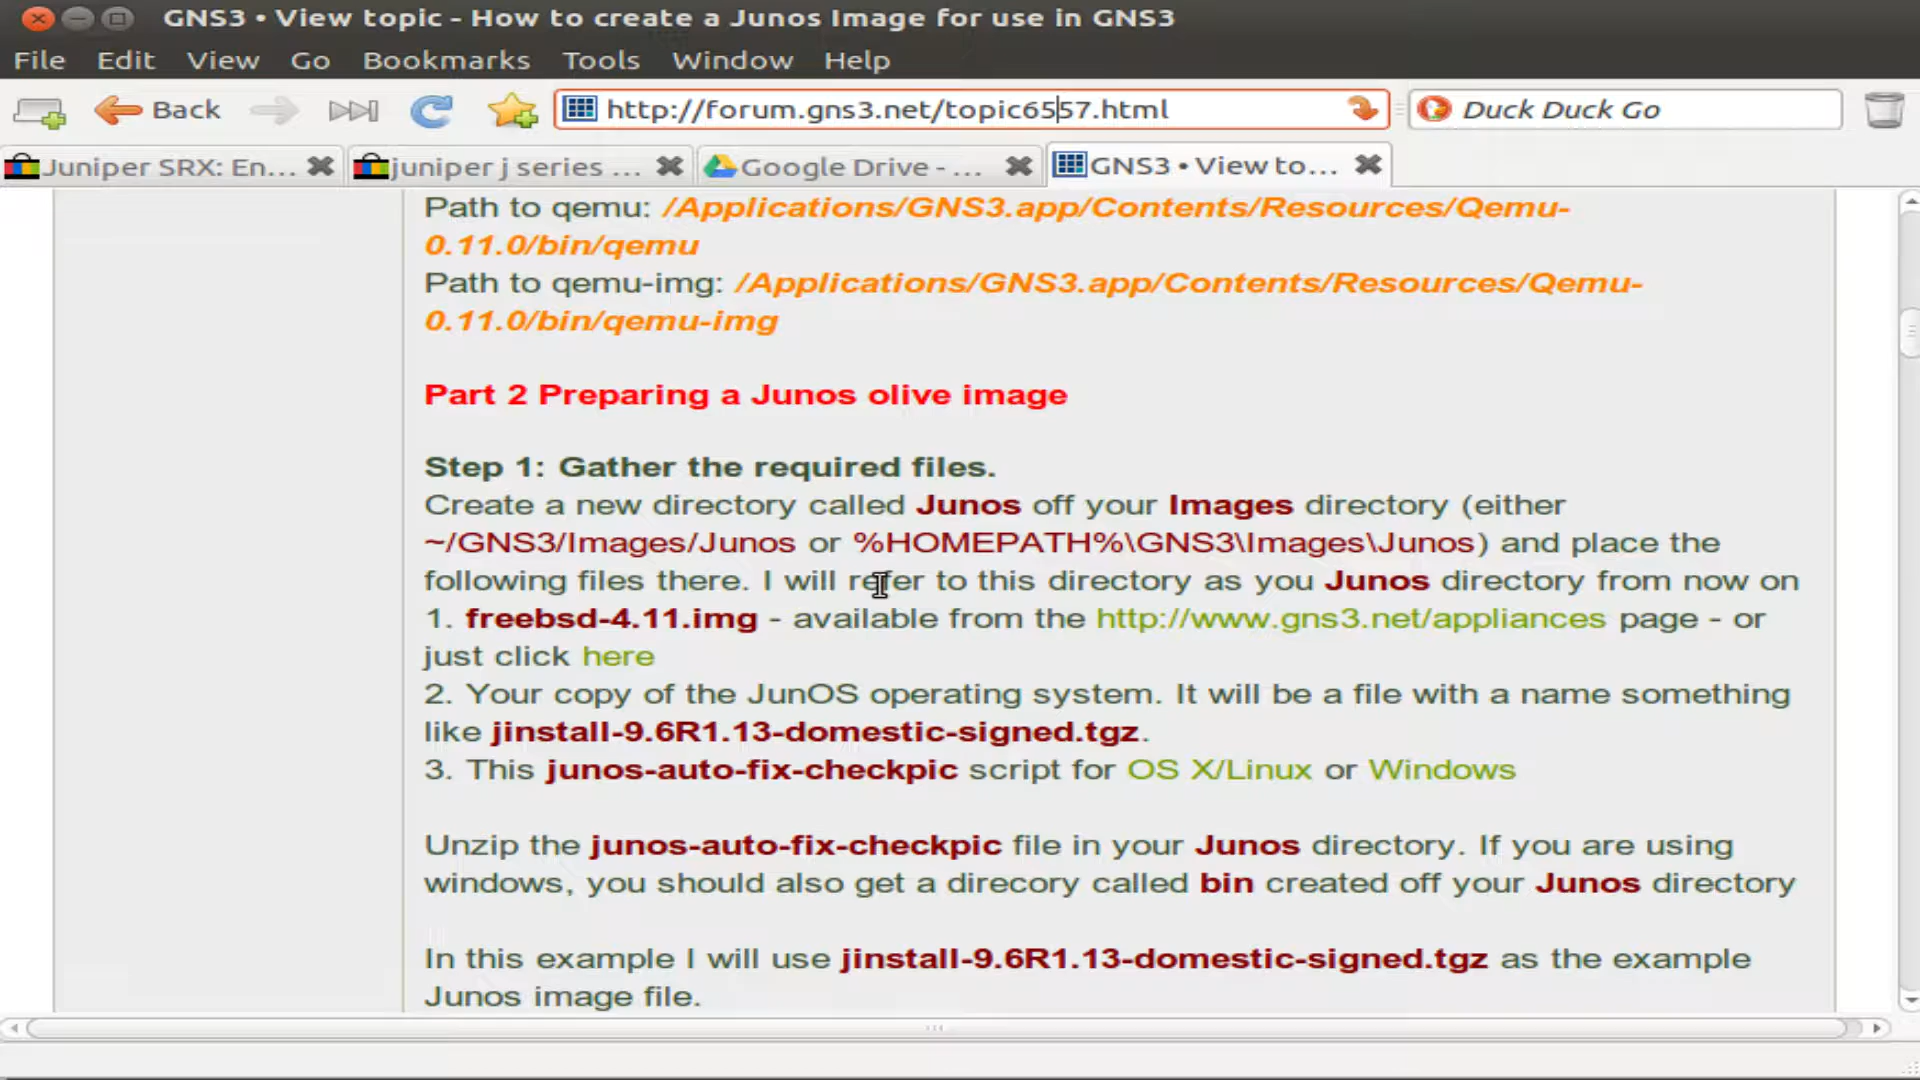 GNS3 • View topic - How to create a Junos Image for use in GNS3
File Edit View Go Bookmarks Tools Window Help
Back http://forum.gns3.net/topic6557.html Duck Duck Go
Juniper SRX: En... juniper j series ... Google Drive - ... GNS3 • View to...
Path to qemu: /Applications/GNS3.app/Contents/Resources/Qemu-
0.11.0/bin/qemu
Path to qemu-img: /Applications/GNS3.app/Contents/Resources/Qemu-
0.11.0/bin/qemu-img
Part 2 Preparing a Junos olive image
Step 1: Gather the required files.
Create a new directory called Junos off your Images directory (either
~/GNS3/Images/Junos or %HOMEPATH%\GNS3\Images\Junos) and place the
following files there. I will refer to this directory as you Junos directory from now on
1. freebsd-4.11.img - available from the http://www.gns3.net/appliances page - or
just click here
2. Your copy of the JunOS operating system. It will be a file with a name something
like jinstall-9.6R1.13-domestic-signed.tgz.
3. This junos-auto-fix-checkpic script for OS X/Linux or Windows
Unzip the junos-auto-fix-checkpic file in your Junos directory. If you are using
windows, you should also get a direcory called bin created off your Junos directory
In this example I will use jinstall-9.6R1.13-domestic-signed.tgz as the example
Junos image file.